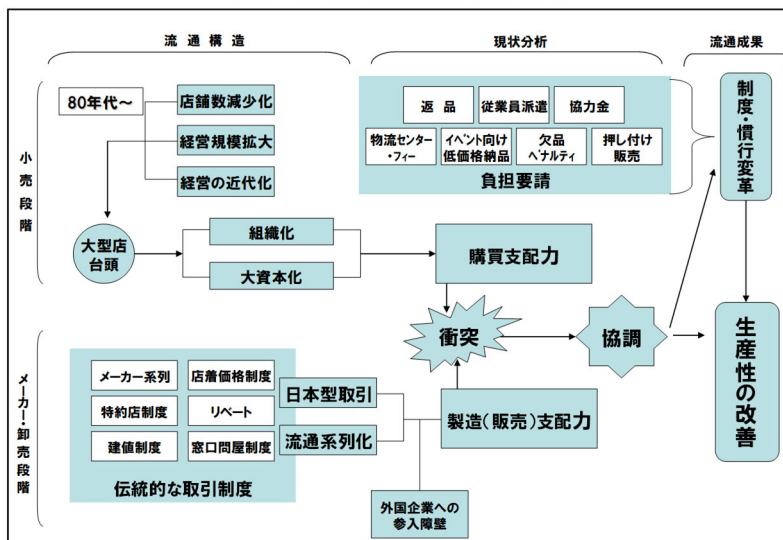 流通構造
現状分析
流通成果
小売段階
80年代～
店舗数減少化
経営規模拡大
経営の近代化
大型店
台頭
組織化
大資本化
返品
従業員派遣
協力金
物流センター
・フィー
イベント向け
低価格納品
欠品
ペナルティ
押し付け
販売
負担要請
制度・慣行変革
購買支配力
衝突
協調
生産性の改善
メーカー・卸売段階
メーカー系列
店着価格制度
特約店制度
リベート
建値制度
窓口問屋制度
伝統的な取引制度
日本型取引
流通系列化
製造(販売)支配力
外国企業への
参入障壁